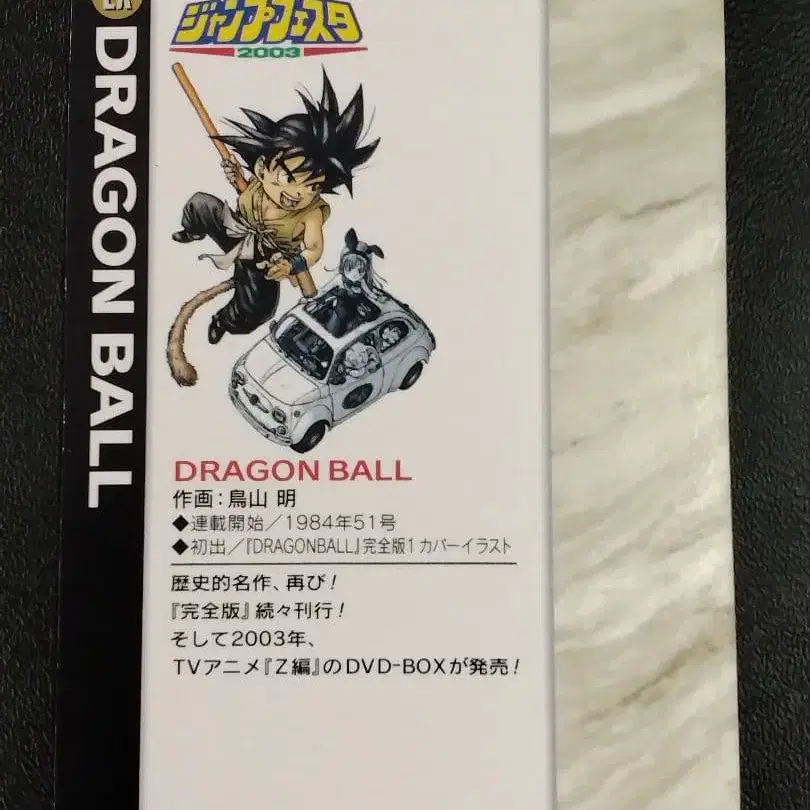 ジャンプフェスタ
2003
DRAGON BALL
DRAGON BALL
作画:鳥山 明
◆連載開始/1984年51号
◆初出/『DRAGONBALL』完全版1 カバーイラスト
歴史的名作、再び!
『完全版』続々刊行!
そして2003年、
TVアニメ『Z編』のDVD-BOXが発売!